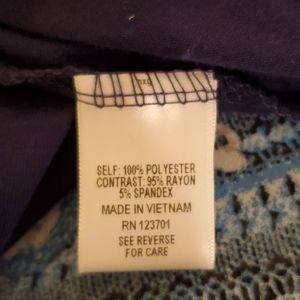 SELF: 100% POLYESTER
CONTRAST: 95% RAYON
5% SPANDEX
MADE IN VIETNAM
RN 123701
SEE REVERSE
FOR CARE